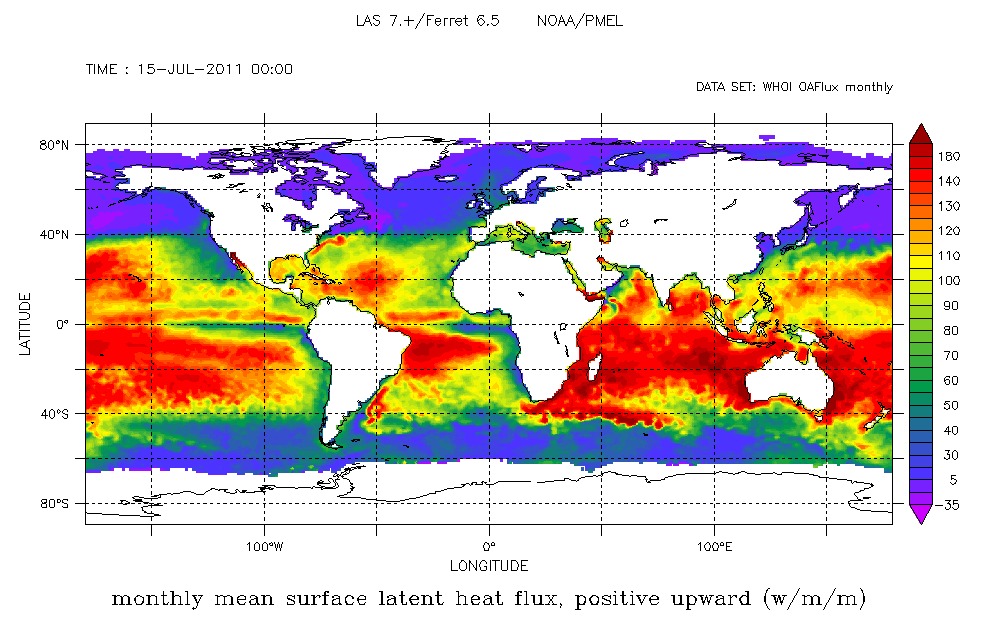 LAS 7.+/Ferret 6.5 NOAA/PMEL
TIME : 15-JUL-2011 00:00
DATA SET: WHOI OAFlux monthly
80°N
40°N
0°
40°S
80°S
LATITUDE
100°W 0° 100°E
LONGITUDE
180
140
130
120
110
100
90
80
70
60
50
40
30
5
-35
monthly mean surface latent heat flux, positive upward (w/m/m)